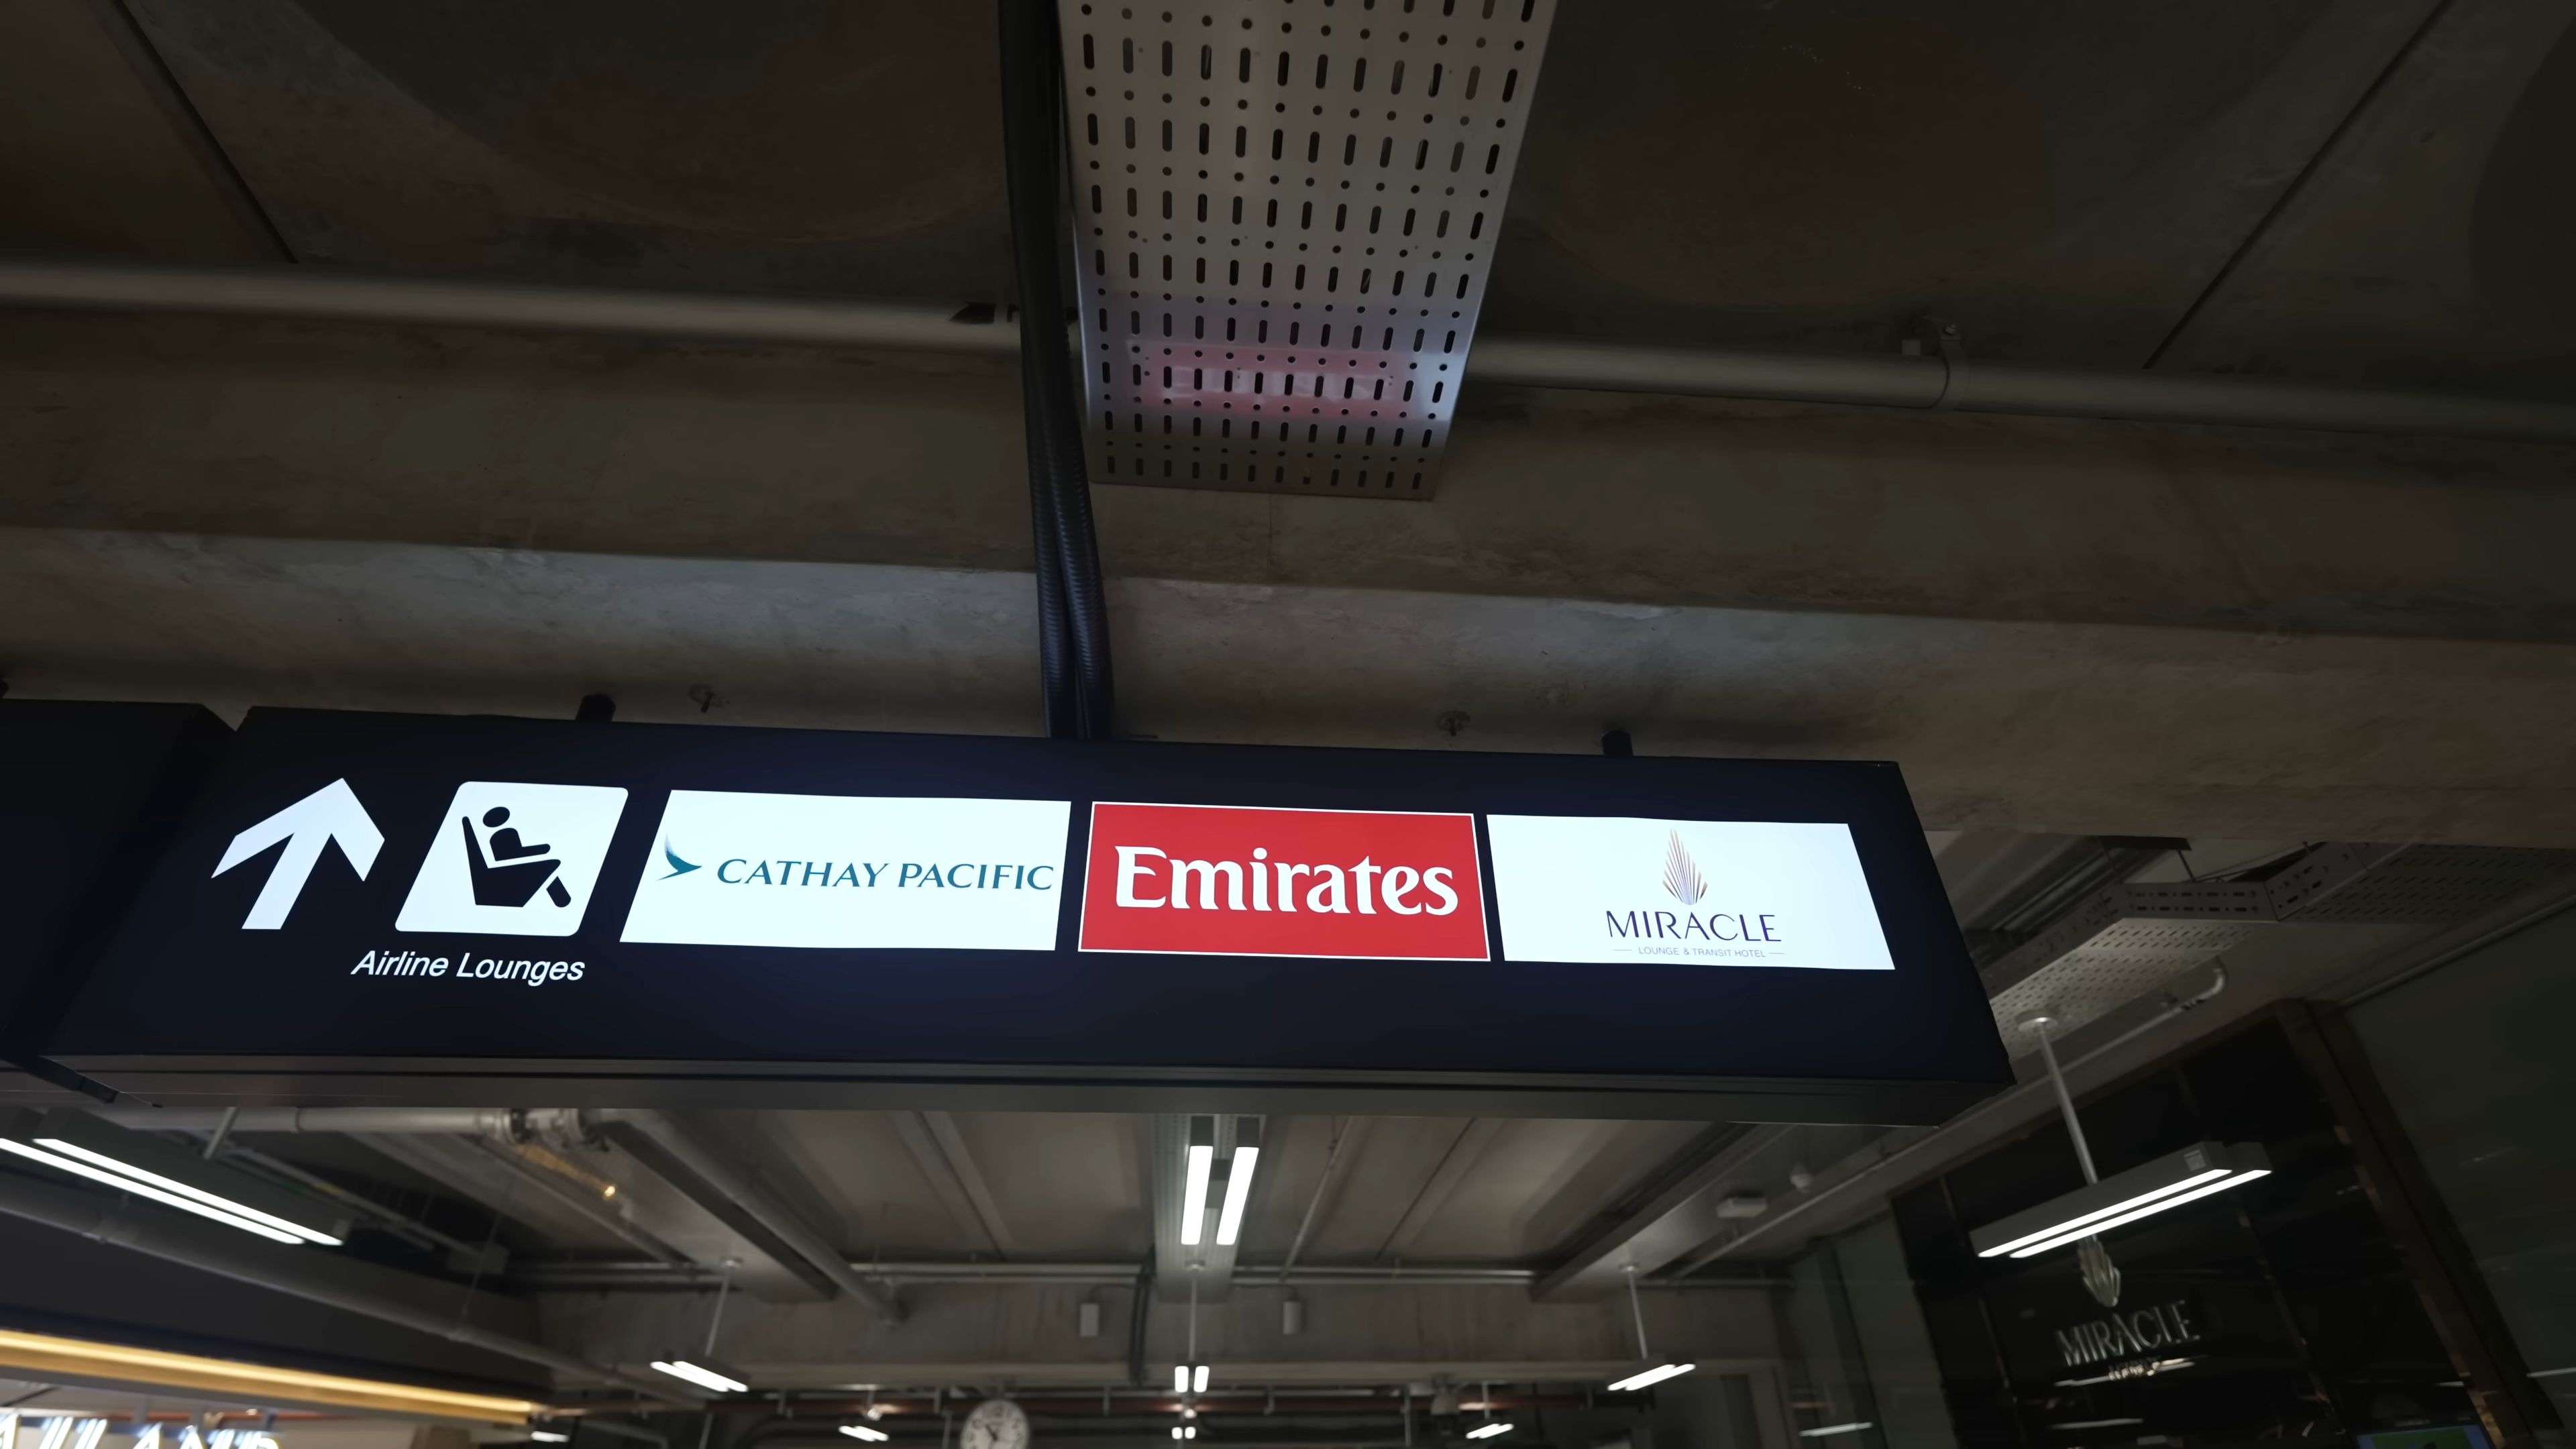 CATHAY PACIFIC
Emirates
MIRACLE
LOUNGE & TRANSIT HOTEL
Airline Lounges
MIRACLE